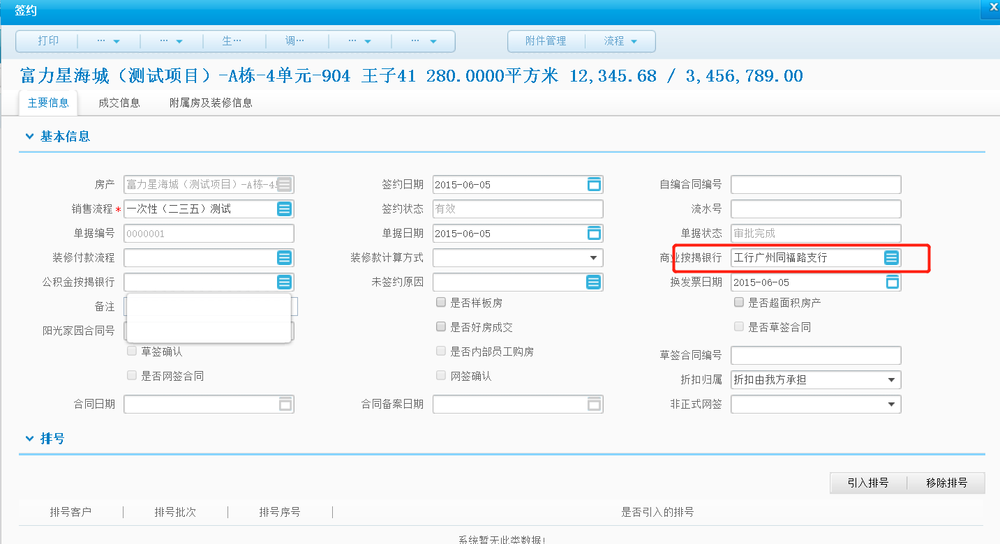 签约
打印 ··· ··· 生··· 调··· ··· ··· 附件管理 流程
富力星海城（测试项目）-A栋-4单元-904 王子41 280.0000平方米 12,345.68 / 3,456,789.00
主要信息 成交信息 附属房及装修信息
基本信息
房产 富力星海城（测试项目）-A栋-4 签约日期 2015-06-05 自编合同编号
销售流程* 一次性（二三五）测试 签约状态 有效 流水号
单据编号 0000001 单据日期 2015-06-05 单据状态 审批完成
装修付款流程 装修款计算方式 商业按揭银行 工行广州同福路支行
公积金按揭银行 未签约原因 换发票日期 2015-06-05
备注 是否样板房 是否超面积房产
阳光家园合同号 是否好房成交 是否草签合同
草签确认 是否内部员工购房 草签合同编号
是否网签合同 网签确认 折扣归属 折扣由我方承担
合同日期 合同备案日期 非正式网签
排号
引入排号 移除排号
排号客户 排号批次 排号序号 是否引入的排号
系统暂无此类数据!